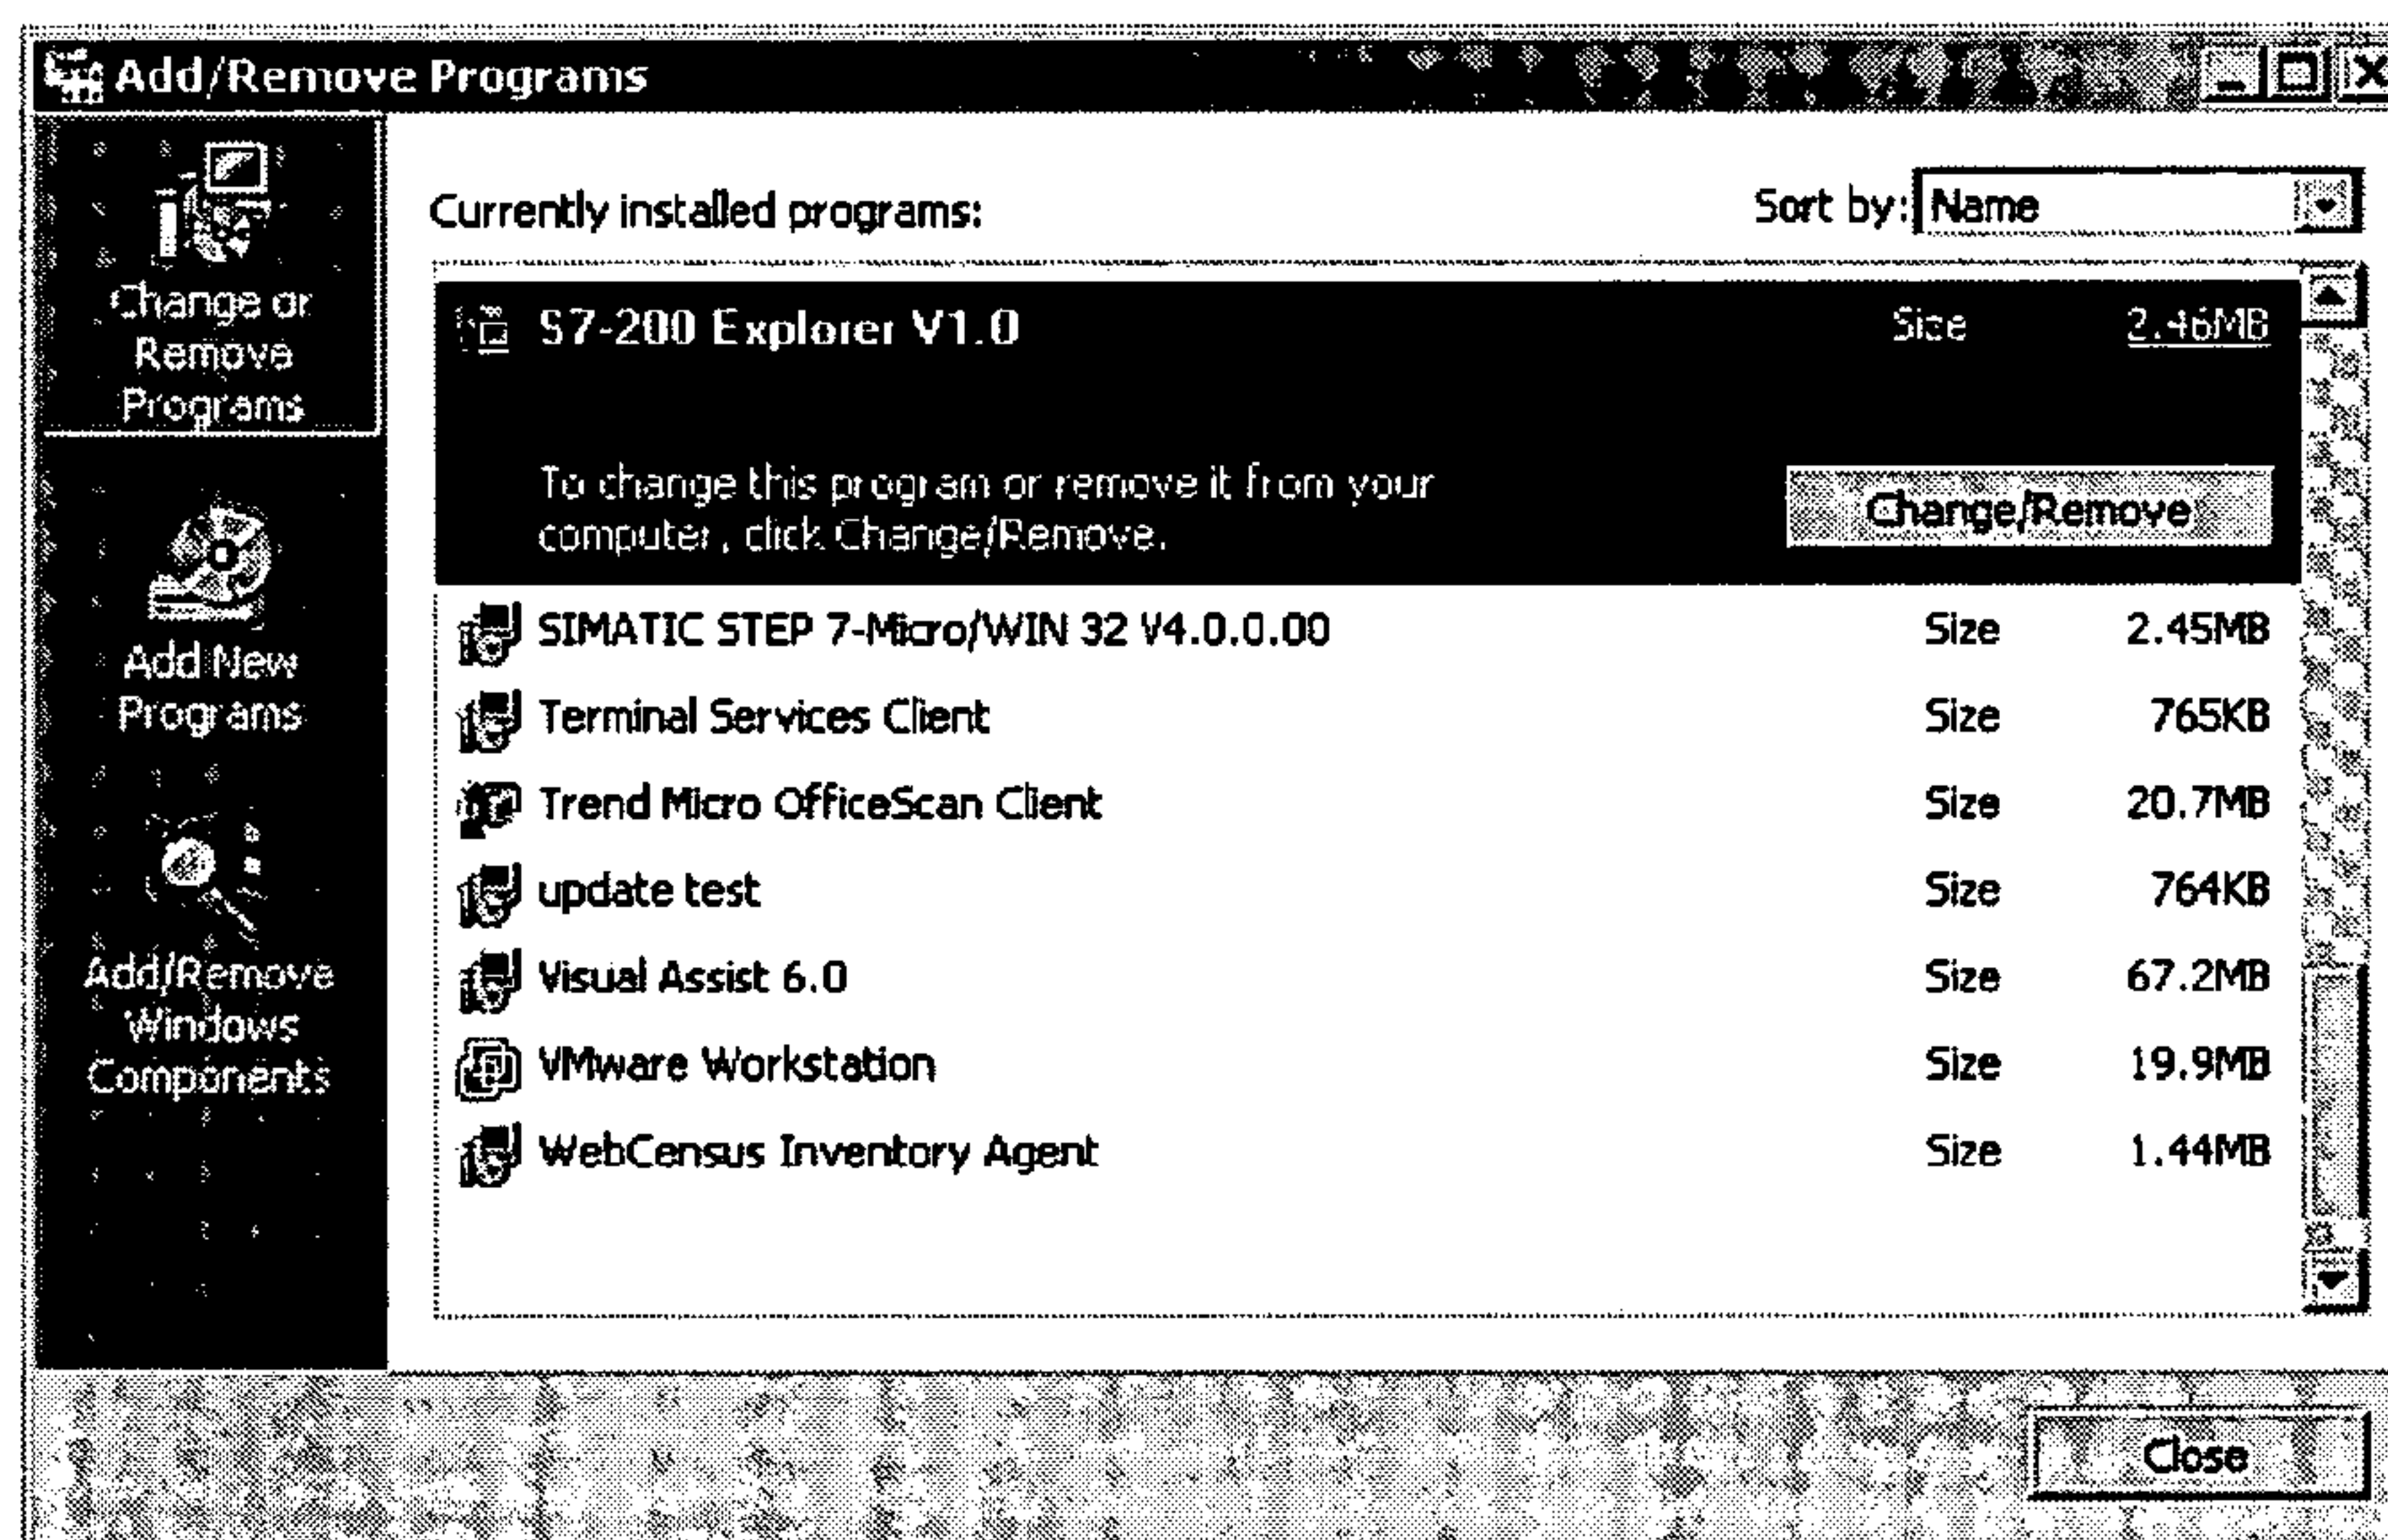 Add/Remove Programs
Change or
Remove
Programs
Add New
Programs
Add/Remove
Windows
Components
Currently installed programs:
Sort by: Name
S7-200 Explorer V1.0 Size 2.46MB
To change this program or remove it from your
computer, click Change/Remove.
Change/Remove
SIMATIC STEP 7-Micro/WIN 32 V4.0.0.00 Size 2.45MB
Terminal Services Client Size 765KB
Trend Micro OfficeScan Client Size 20.7MB
update test Size 764KB
Visual Assist 6.0 Size 67.2MB
VMware Workstation Size 19.9MB
WebCensus Inventory Agent Size 1.44MB
Close